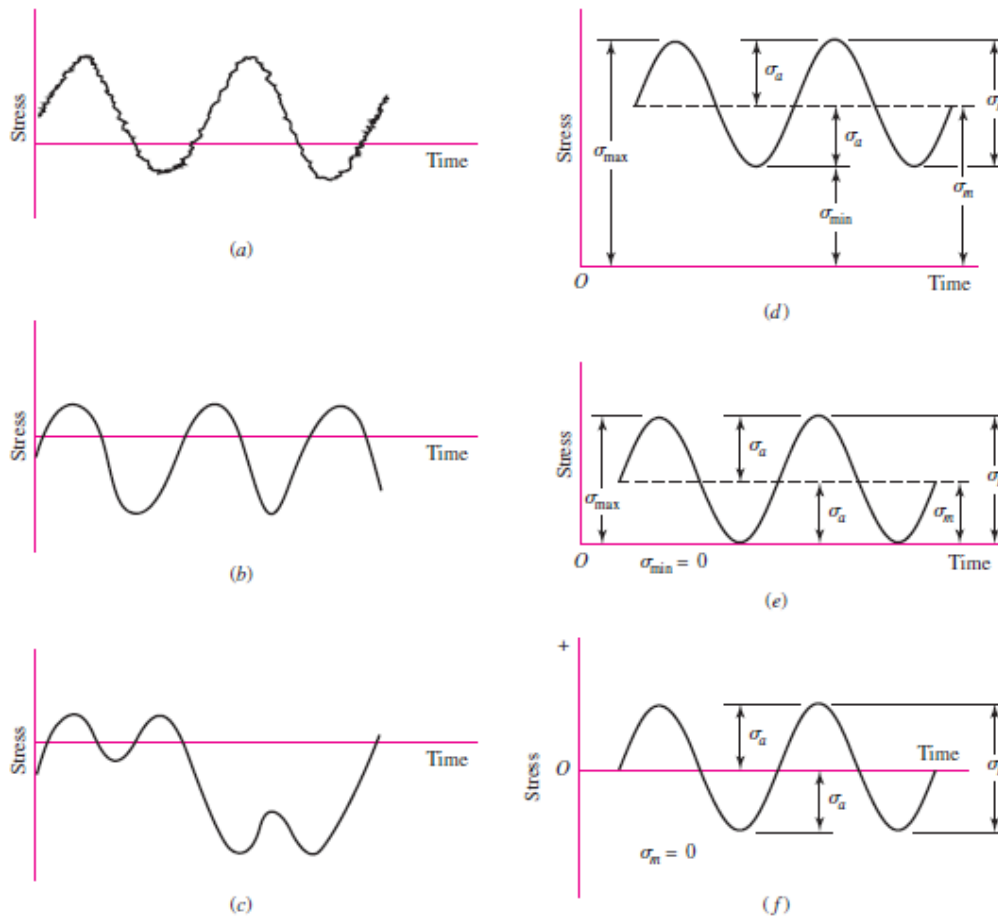 Stress
Time
(a)
Stress
Time
(b)
Stress
Time
(c)
Stress
σmax
σa
σa
σmin
σm
O
Time
(d)
Stress
σmax
σa
σa
σm
O
σmin = 0
Time
(e)
+
Stress
O
σa
σa
Time
σm = 0
(f)